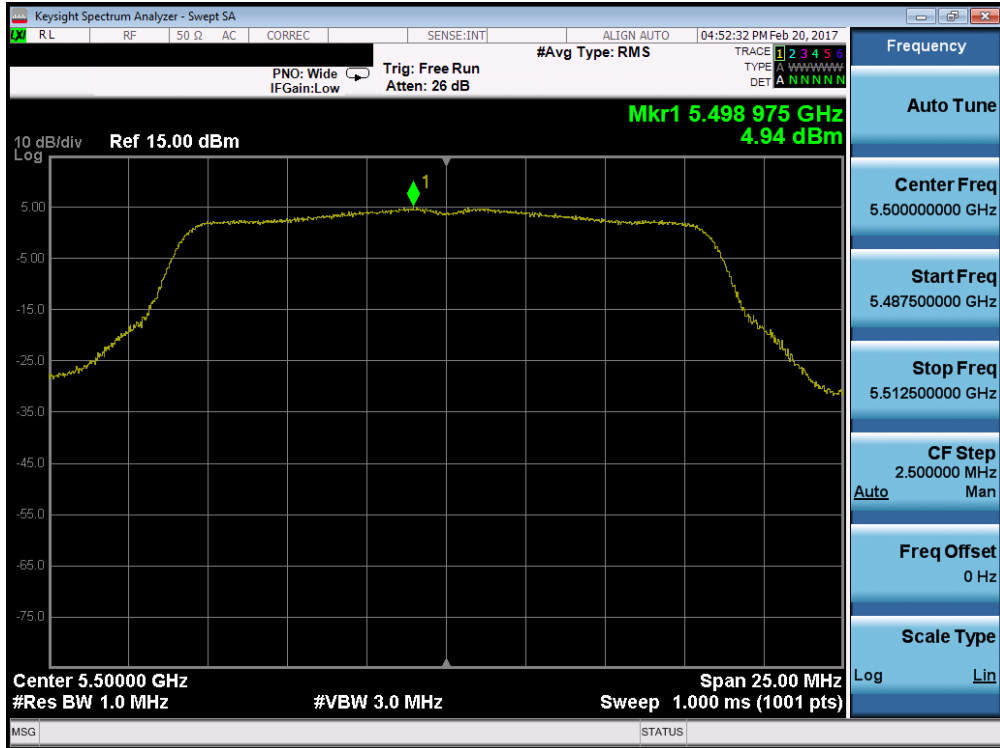 Keysight Spectrum Analyzer - Swept SA
LXI RL RF 50 Ω AC CORREC SENSE:INT ALIGN AUTO 04:52:32 PM Feb 20, 2017
#Avg Type: RMS
TRACE 1 2 3 4 5 6
TYPE A WWWWW
DET A N N N N N
PNO: Wide
IFGain:Low
Trig: Free Run
Atten: 26 dB
Mkr1 5.498 975 GHz
4.94 dBm
10 dB/div Ref 15.00 dBm
Log
1
5.00
-5.00
-15.0
-25.0
-35.0
-45.0
-55.0
-65.0
-75.0
Center 5.50000 GHz
Span 25.00 MHz
#Res BW 1.0 MHz
#VBW 3.0 MHz
Sweep 1.000 ms (1001 pts)
Frequency
Auto Tune
Center Freq
5.500000000 GHz
Start Freq
5.487500000 GHz
Stop Freq
5.512500000 GHz
CF Step
2.500000 MHz
Auto Man
Freq Offset
0 Hz
Scale Type
Log Lin
MSG STATUS